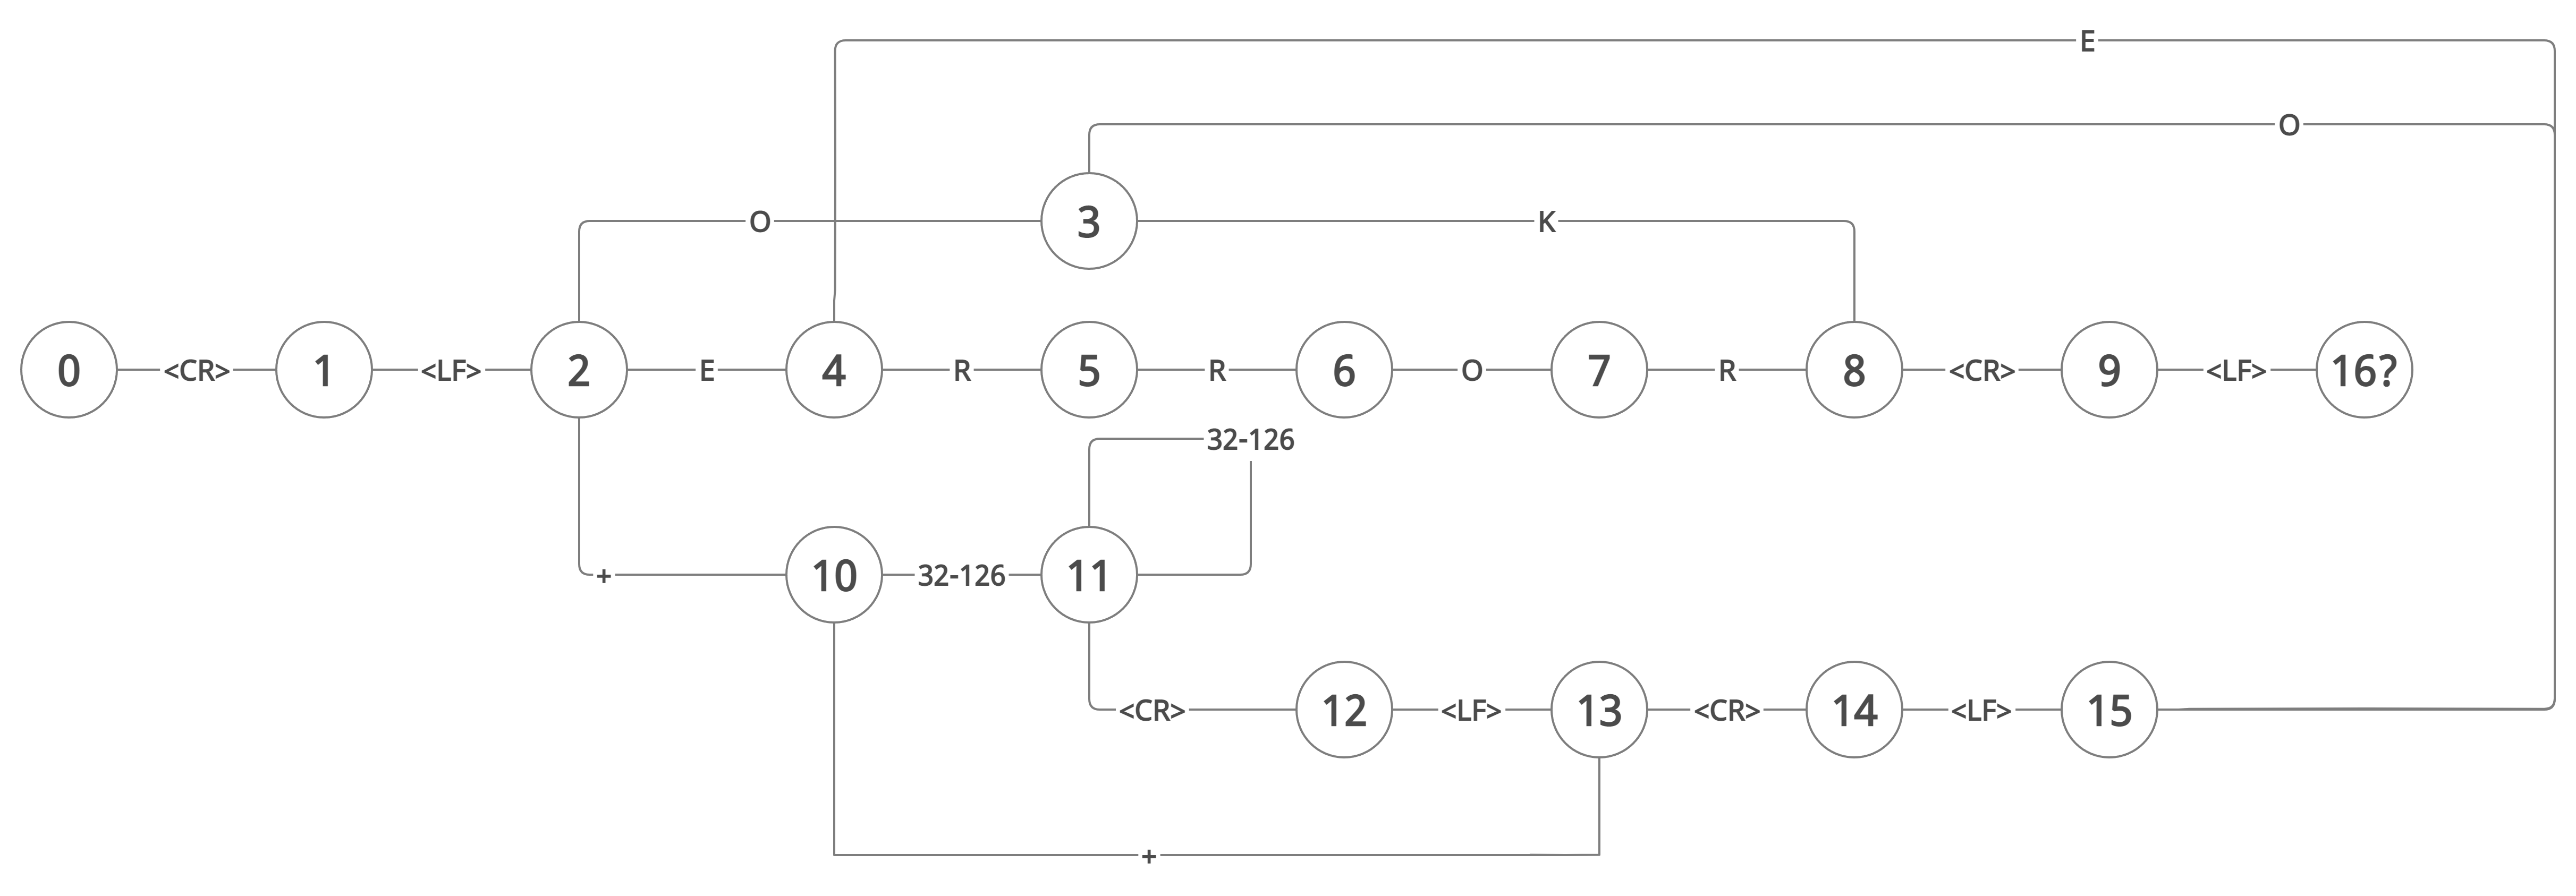 E
O
O 3 K
0 <CR> 1 <LF> 2 E 4 R 5 R 6 O 7 R 8 <CR> 9 <LF> 16?
32-126
+ 10 32-126 11
<CR> 12 <LF> 13 <CR> 14 <LF> 15
+